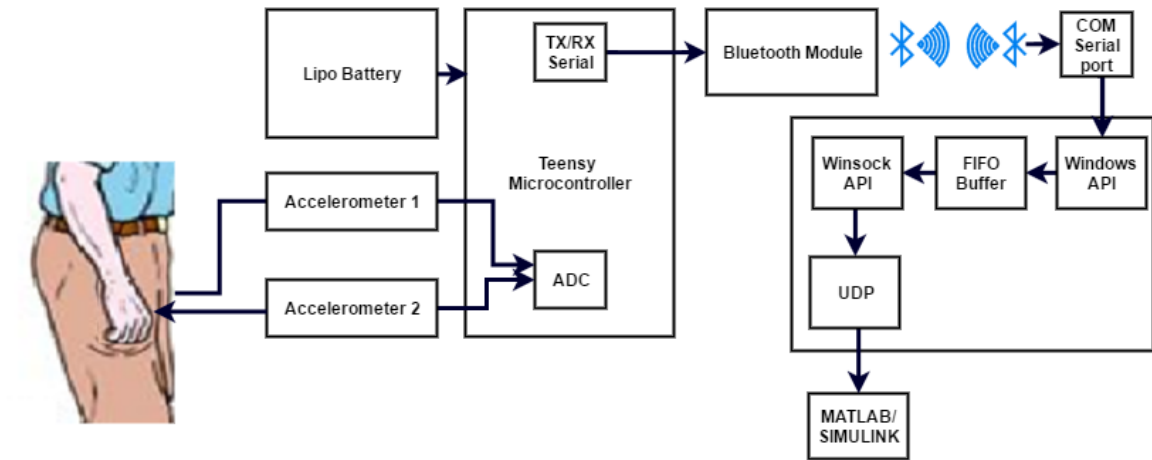 Lipo Battery
TX/RX
Serial
Bluetooth Module
COM
Serial
port
Teensy
Microcontroller
Winsock
API
FIFO
Buffer
Windows
API
Accelerometer 1
Accelerometer 2
ADC
UDP
MATLAB/
SIMULINK